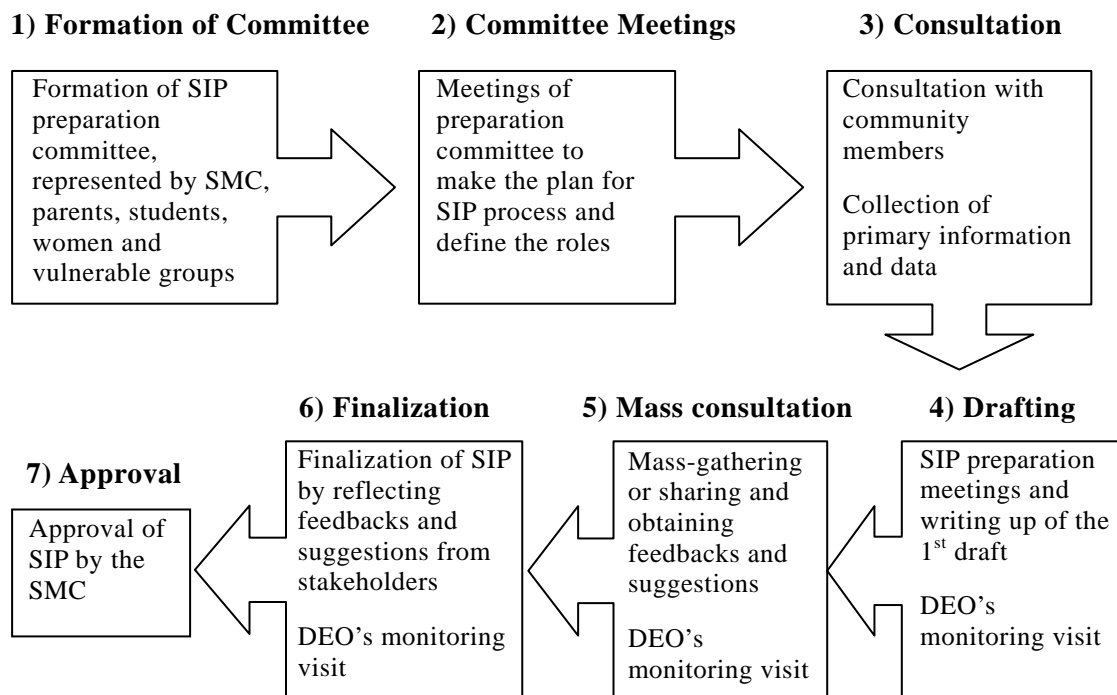 1) Formation of Committee
Formation of SIP
preparation
committee,
represented by SMC,
parents, students,
women and
vulnerable groups
2) Committee Meetings
Meetings of
preparation
committee to
make the plan for
SIP process and
define the roles
3) Consultation
Consultation with
community
members
Collection of
primary information
and data
4) Drafting
SIP preparation
meetings and
writing up of the
1st draft
DEO’s
monitoring visit
5) Mass consultation
Mass-gathering
or sharing and
obtaining
feedbacks and
suggestions
DEO’s
monitoring visit
6) Finalization
Finalization of SIP
by reflecting
feedbacks and
suggestions from
stakeholders
DEO’s monitoring
visit
7) Approval
Approval of
SIP by the
SMC